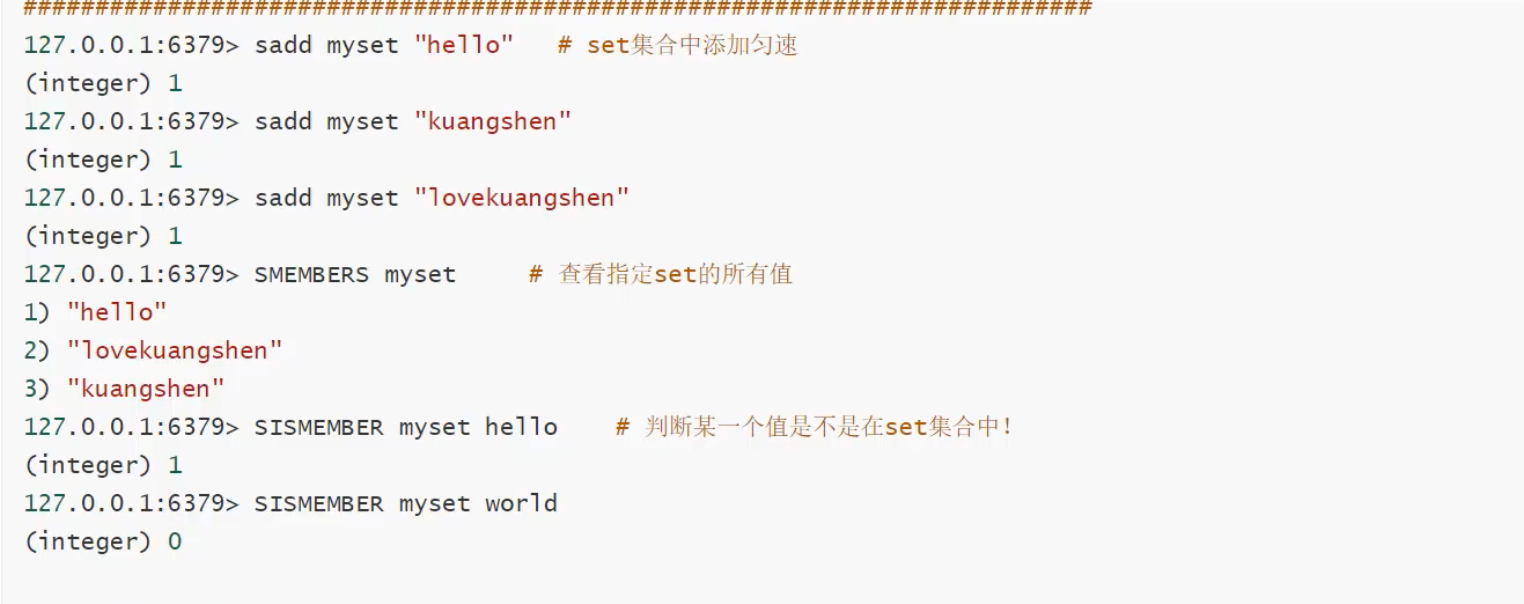 ##########################################################################
127.0.0.1:6379> sadd myset "hello"   # set集合中添加匀速
(integer) 1
127.0.0.1:6379> sadd myset "kuangshen"
(integer) 1
127.0.0.1:6379> sadd myset "lovekuangshen"
(integer) 1
127.0.0.1:6379> SMEMBERS myset     # 查看指定set的所有值
1) "hello"
2) "lovekuangshen"
3) "kuangshen"
127.0.0.1:6379> SISMEMBER myset hello    # 判断某一个值是不是在set集合中！
(integer) 1
127.0.0.1:6379> SISMEMBER myset world
(integer) 0